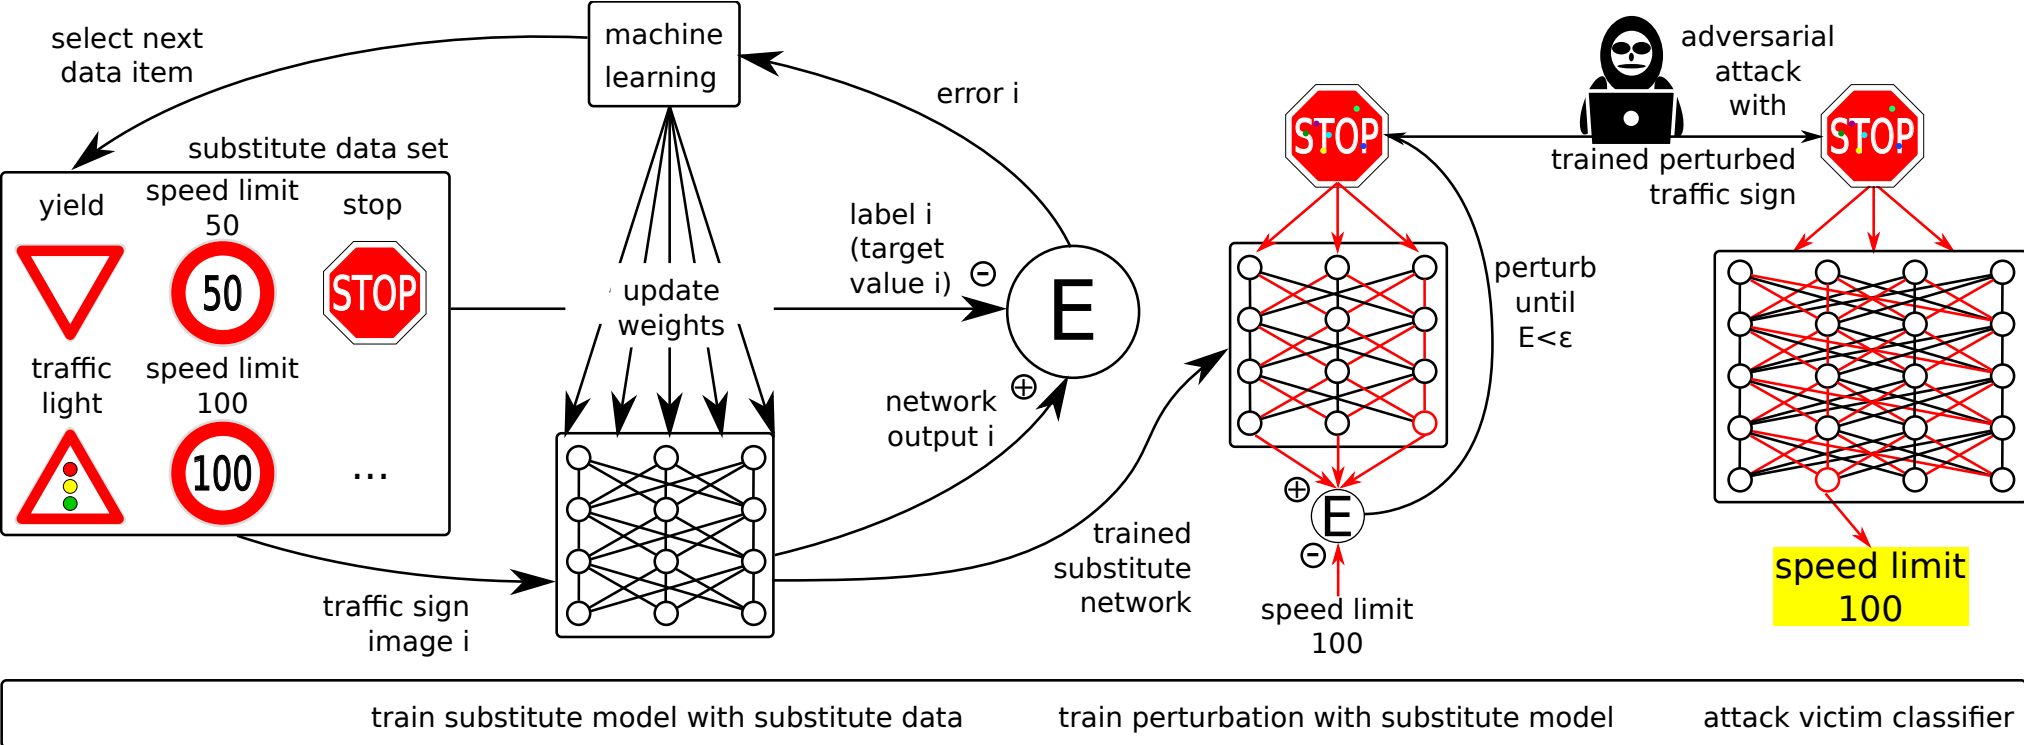 select next
data item
machine
learning
error i
substitute data set
yield
speed limit
50
stop
50
STOP
traffic
light
speed limit
100
100
...
traffic sign
image i
update
weights
label i
(target
value i)
-
E
+
network
output i
trained
substitute
network
STOP
perturb
until
E<ε
+
E
-
speed limit
100
adversarial
attack
with
trained perturbed
traffic sign
STOP
speed limit
100
train substitute model with substitute data
train perturbation with substitute model
attack victim classifier